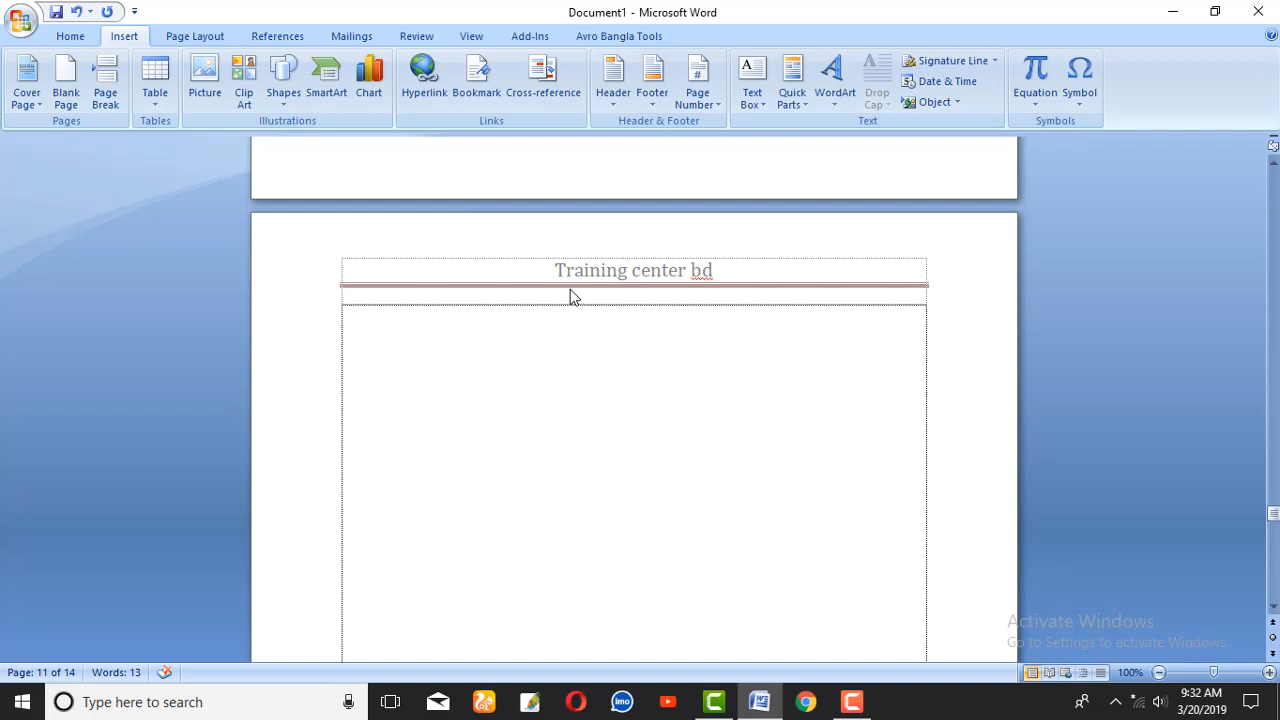 Document1 - Microsoft Word
Home Insert Page Layout References Mailings Review View Add-Ins Avro Bangla Tools
Cover Page
Blank Page
Page Break
Table
Picture
Clip Art
Shapes
SmartArt
Chart
Hyperlink
Bookmark
Cross-reference
Header
Footer
Page Number
Text Box
Quick Parts
WordArt
Drop Cap
Signature Line
Date & Time
Object
Equation
Symbol
Pages Tables Illustrations Links Header & Footer Text Symbols
Training center bd
Activate Windows
Go to Settings to activate Windows.
Page: 11 of 14 Words: 13 100%
Type here to search
imo
9:32 AM
3/20/2019